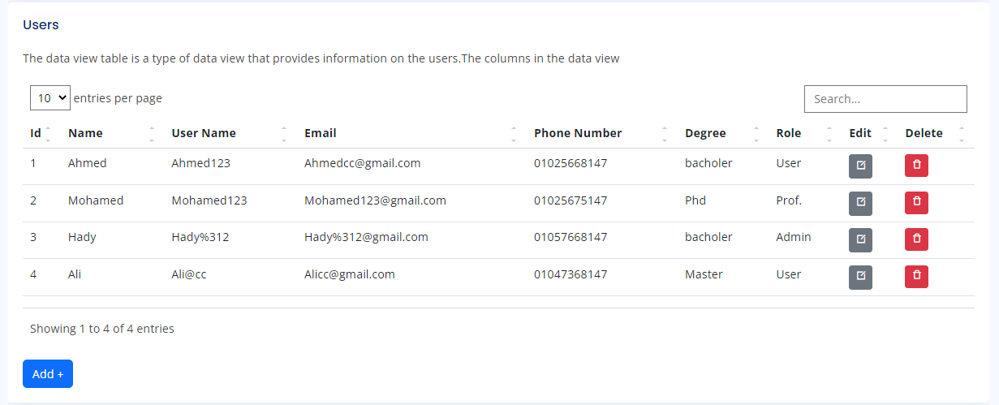 Users
The data view table is a type of data view that provides information on the users.The columns in the data view
10 entries per page
Search...
Id Name User Name Email Phone Number Degree Role Edit Delete
1 Ahmed Ahmed123 Ahmedcc@gmail.com 01025668147 bacholer User
2 Mohamed Mohamed123 Mohamed123@gmail.com 01025675147 Phd Prof.
3 Hady Hady%312 Hady%312@gmail.com 01057668147 bacholer Admin
4 Ali Ali@cc Alicc@gmail.com 01047368147 Master User
Showing 1 to 4 of 4 entries
Add +